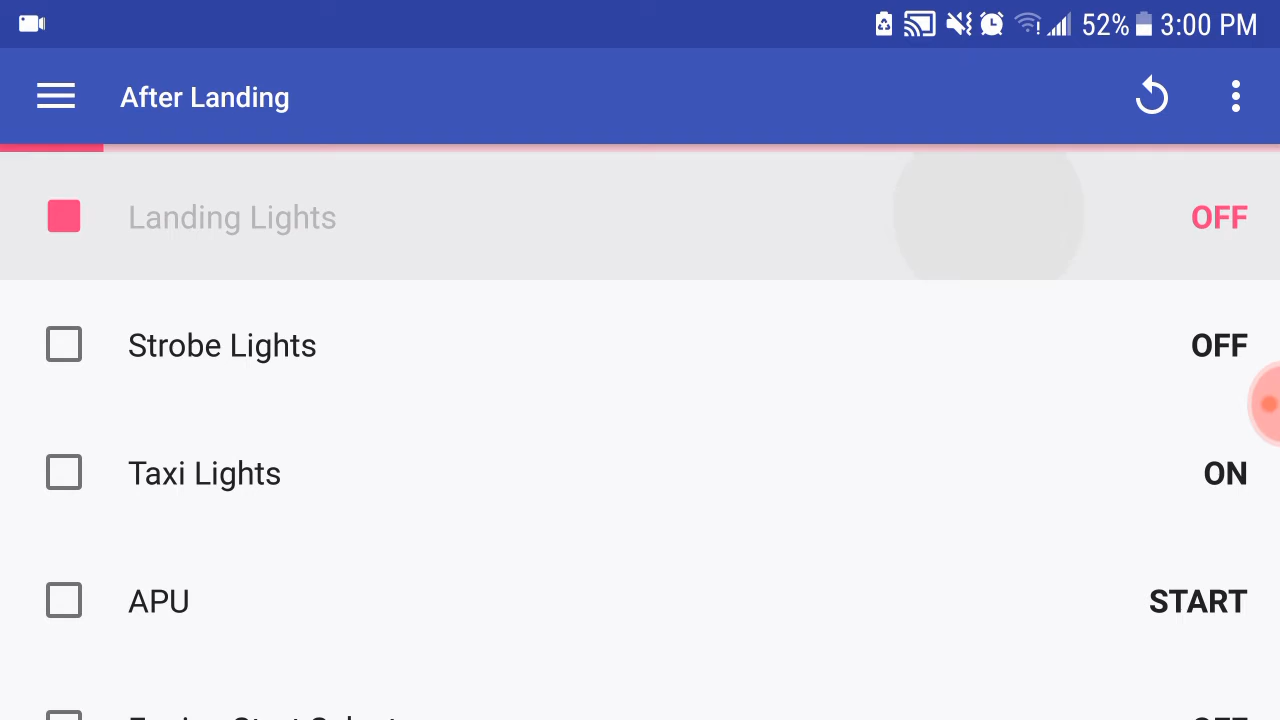 52% 3:00 PM
After Landing
Landing Lights OFF
Strobe Lights OFF
Taxi Lights ON
APU START